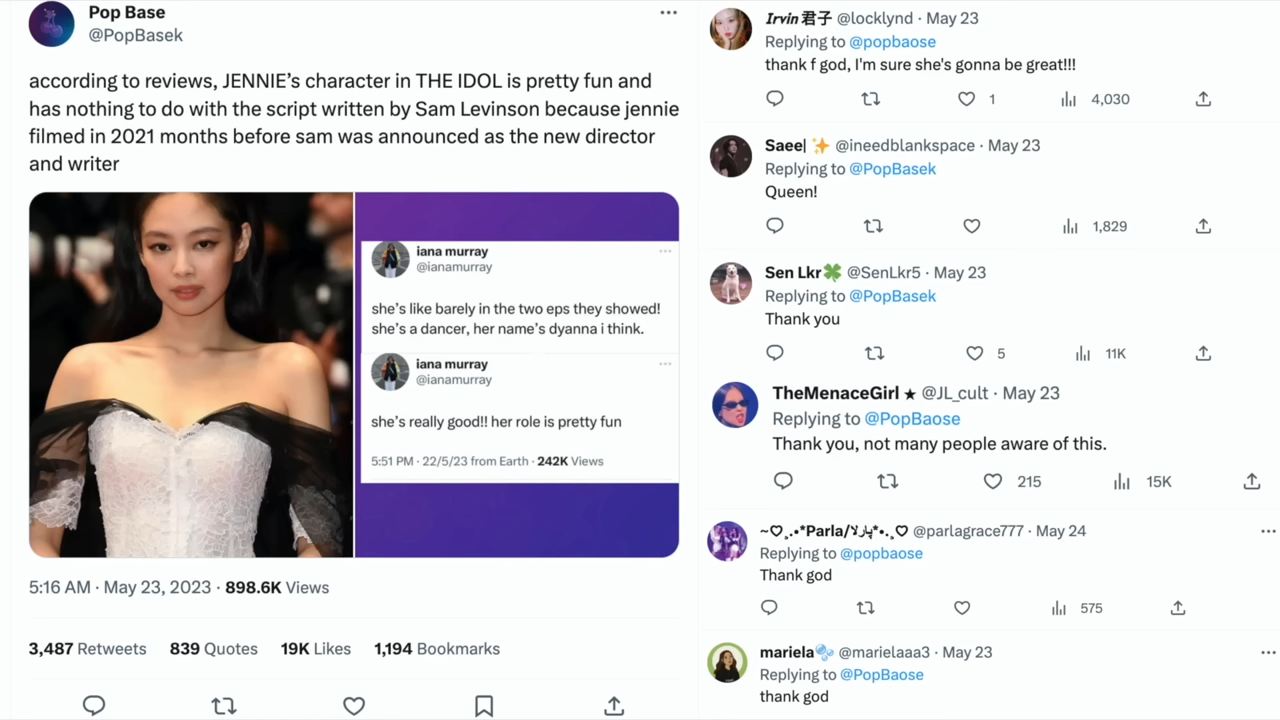 Pop Base
@PopBasek
according to reviews, JENNIE’s character in THE IDOL is pretty fun and
has nothing to do with the script written by Sam Levinson because jennie
filmed in 2021 months before sam was announced as the new director
and writer
iana murray
@ianamurray
she’s like barely in the two eps they showed!
she’s a dancer, her name’s dyanna i think.
iana murray
@ianamurray
she’s really good!! her role is pretty fun
5:51 PM · 22/5/23 from Earth · 242K Views
5:16 AM · May 23, 2023 · 898.6K Views
3,487 Retweets 839 Quotes 19K Likes 1,194 Bookmarks
Irvin 君子 @locklynd · May 23
Replying to @popbaose
thank f god, I'm sure she's gonna be great!!!
1 4,030
Saee| ✨ @ineedblankspace · May 23
Replying to @PopBasek
Queen!
1,829
Sen Lkr🍀 @SenLkr5 · May 23
Replying to @PopBasek
Thank you
5 11K
TheMenaceGirl ★ @JL_cult · May 23
Replying to @PopBaose
Thank you, not many people aware of this.
215 15K
~♡¸.•*Parla/پارلا*•.¸♡ @parlagrace777 · May 24
Replying to @popbaose
Thank god
575
mariela🫧 @marielaaa3 · May 23
Replying to @PopBaose
thank god